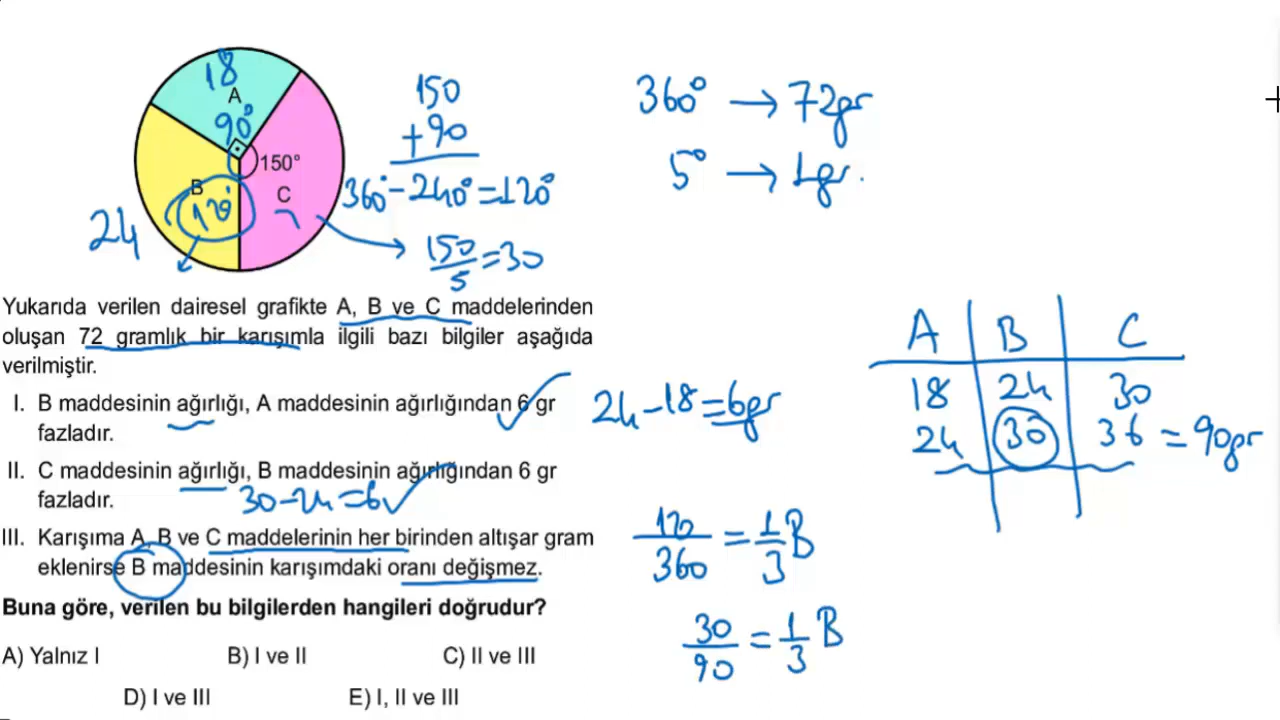 18
A
90°
150°
B
120°
C
24
150
+90
360° - 240° = 120°
150/5 = 30
360° → 72gr
5° → 1gr.
Yukarıda verilen dairesel grafikte A, B ve C maddelerinden
oluşan 72 gramlık bir karışımla ilgili bazı bilgiler aşağıda
verilmiştir.
I. B maddesinin ağırlığı, A maddesinin ağırlığından 6 gr
fazladır.
24 - 18 = 6gr
II. C maddesinin ağırlığı, B maddesinin ağırlığından 6 gr
fazladır.
30 - 24 = 6
III. Karışıma A, B ve C maddelerinin her birinden altışar gram
eklenirse B maddesinin karışımdaki oranı değişmez.
Buna göre, verilen bu bilgilerden hangileri doğrudur?
A) Yalnız I B) I ve II C) II ve III
D) I ve III E) I, II ve III
A B C
18 24 30
24 30 36 = 90gr
120/360 = 1/3 B
30/90 = 1/3 B